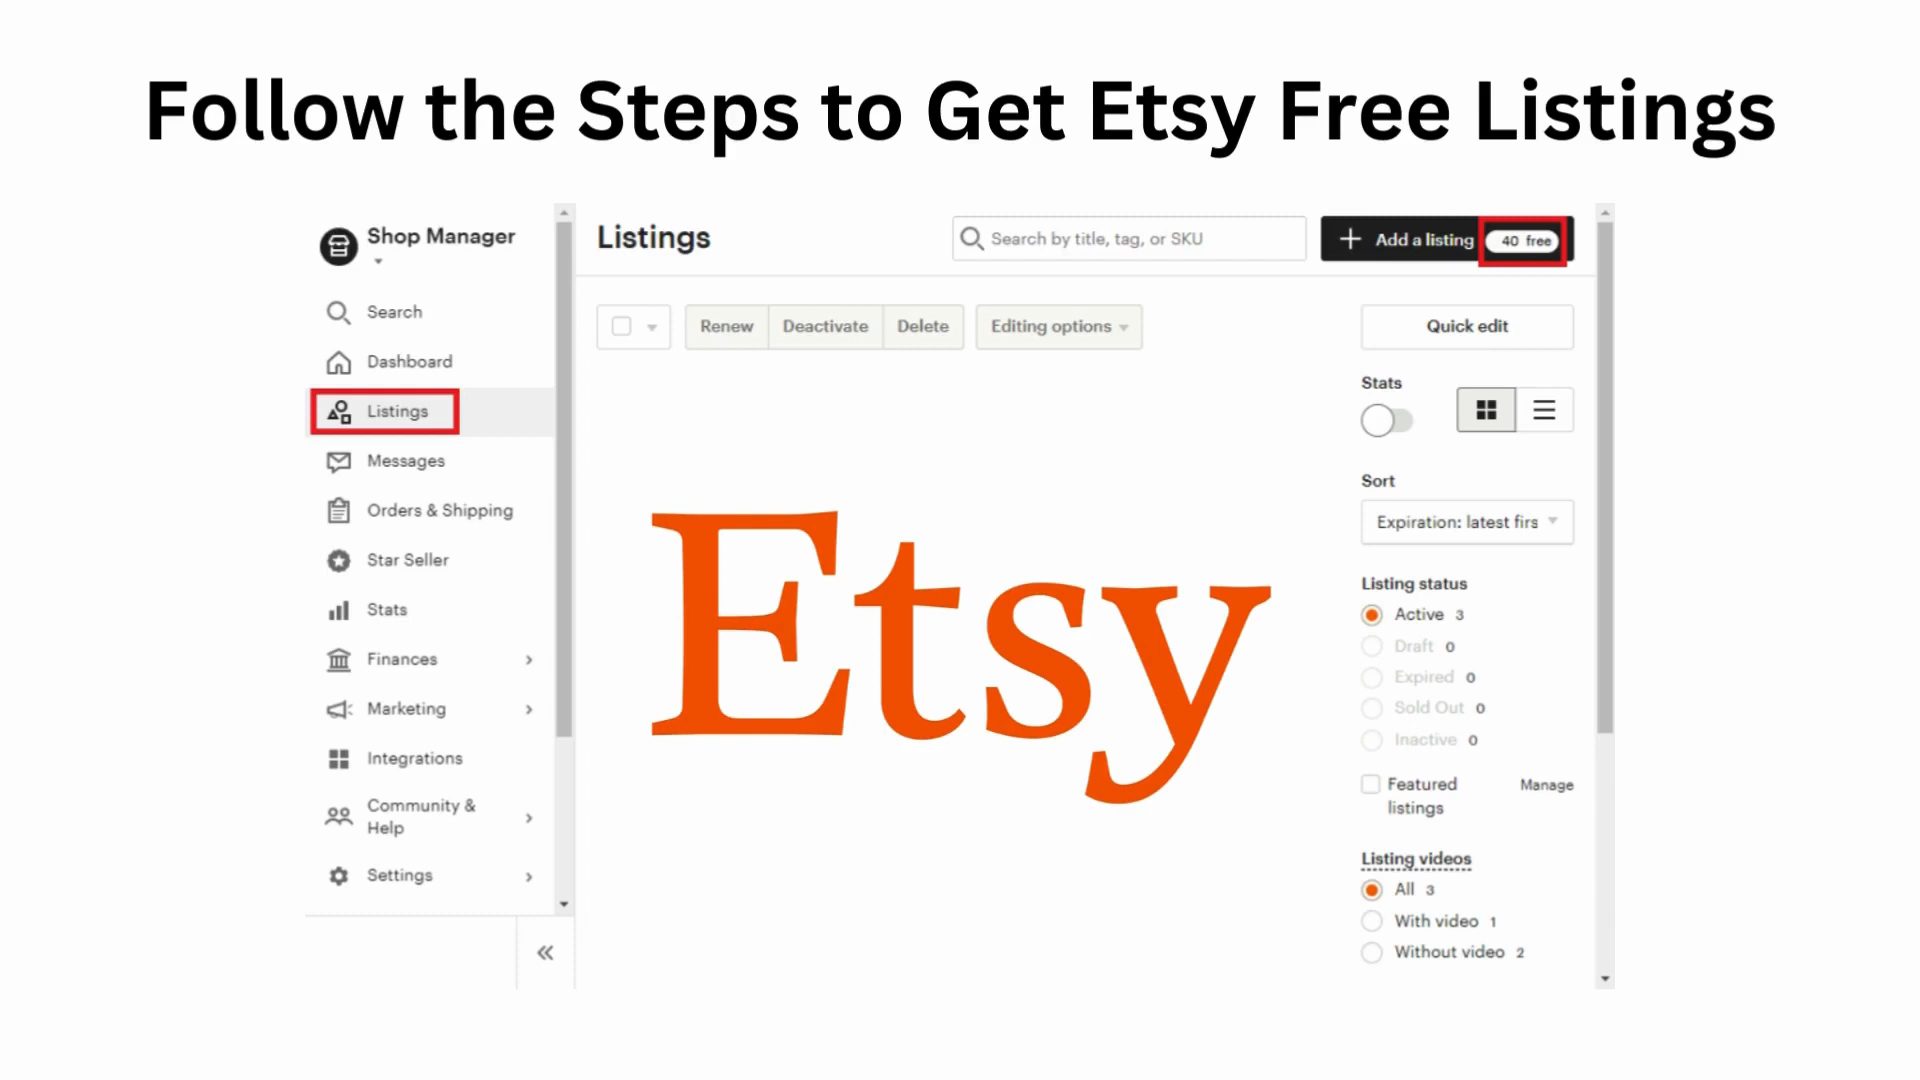 Follow the Steps to Get Etsy Free Listings
Shop Manager
Search
Dashboard
Listings
Messages
Orders & Shipping
Star Seller
Stats
Finances
Marketing
Integrations
Community &
Help
Settings
Listings
Search by title, tag, or SKU
Add a listing 40 free
Renew Deactivate Delete Editing options
Quick edit
Stats
Sort
Expiration: latest firs
Listing status
Active 3
Draft 0
Expired 0
Sold Out 0
Inactive 0
Featured Manage
listings
Listing videos
All 3
With video 1
Without video 2
Etsy